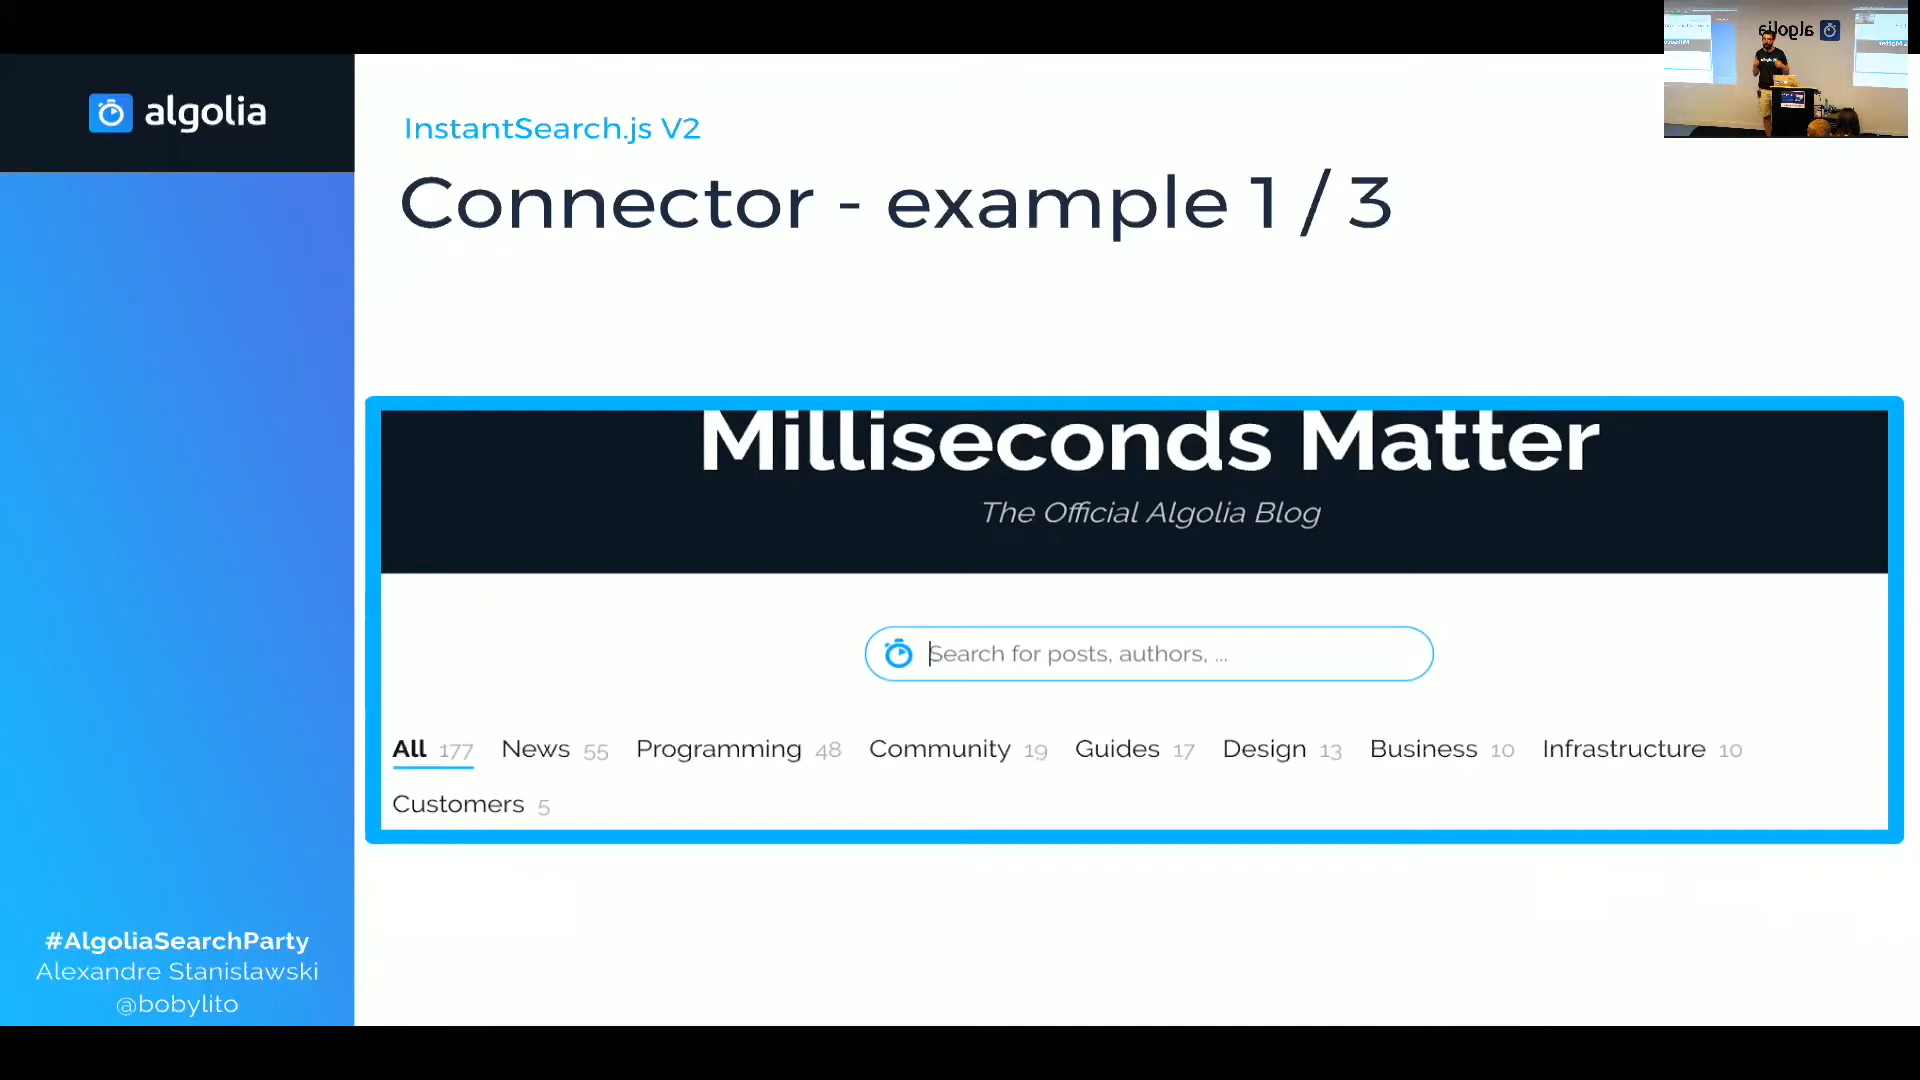 algolia
InstantSearch.js V2
Connector - example 1 / 3
Milliseconds Matter
The Official Algolia Blog
Search for posts, authors, ...
All 177 News 55 Programming 48 Community 19 Guides 17 Design 13 Business 10 Infrastructure 10
Customers 5
#AlgoliaSearchParty
Alexandre Stanislawski
@bobylito
algolia